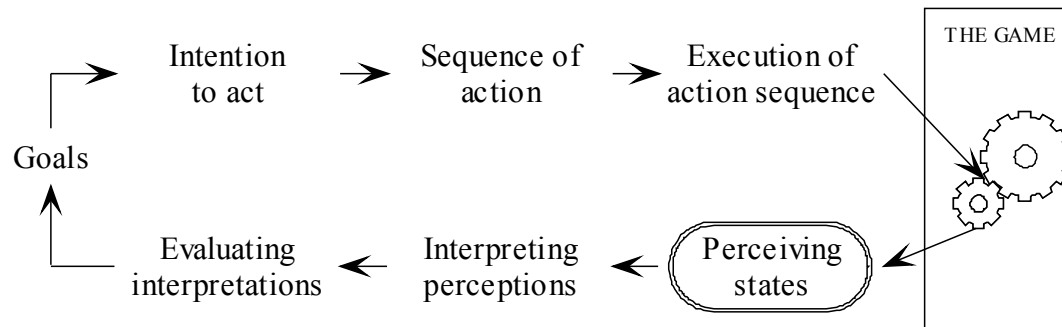 THE GAME
Intention
to act
Sequence of
action
Execution of
action sequence
Goals
Evaluating
interpretations
Interpreting
perceptions
Perceiving
states